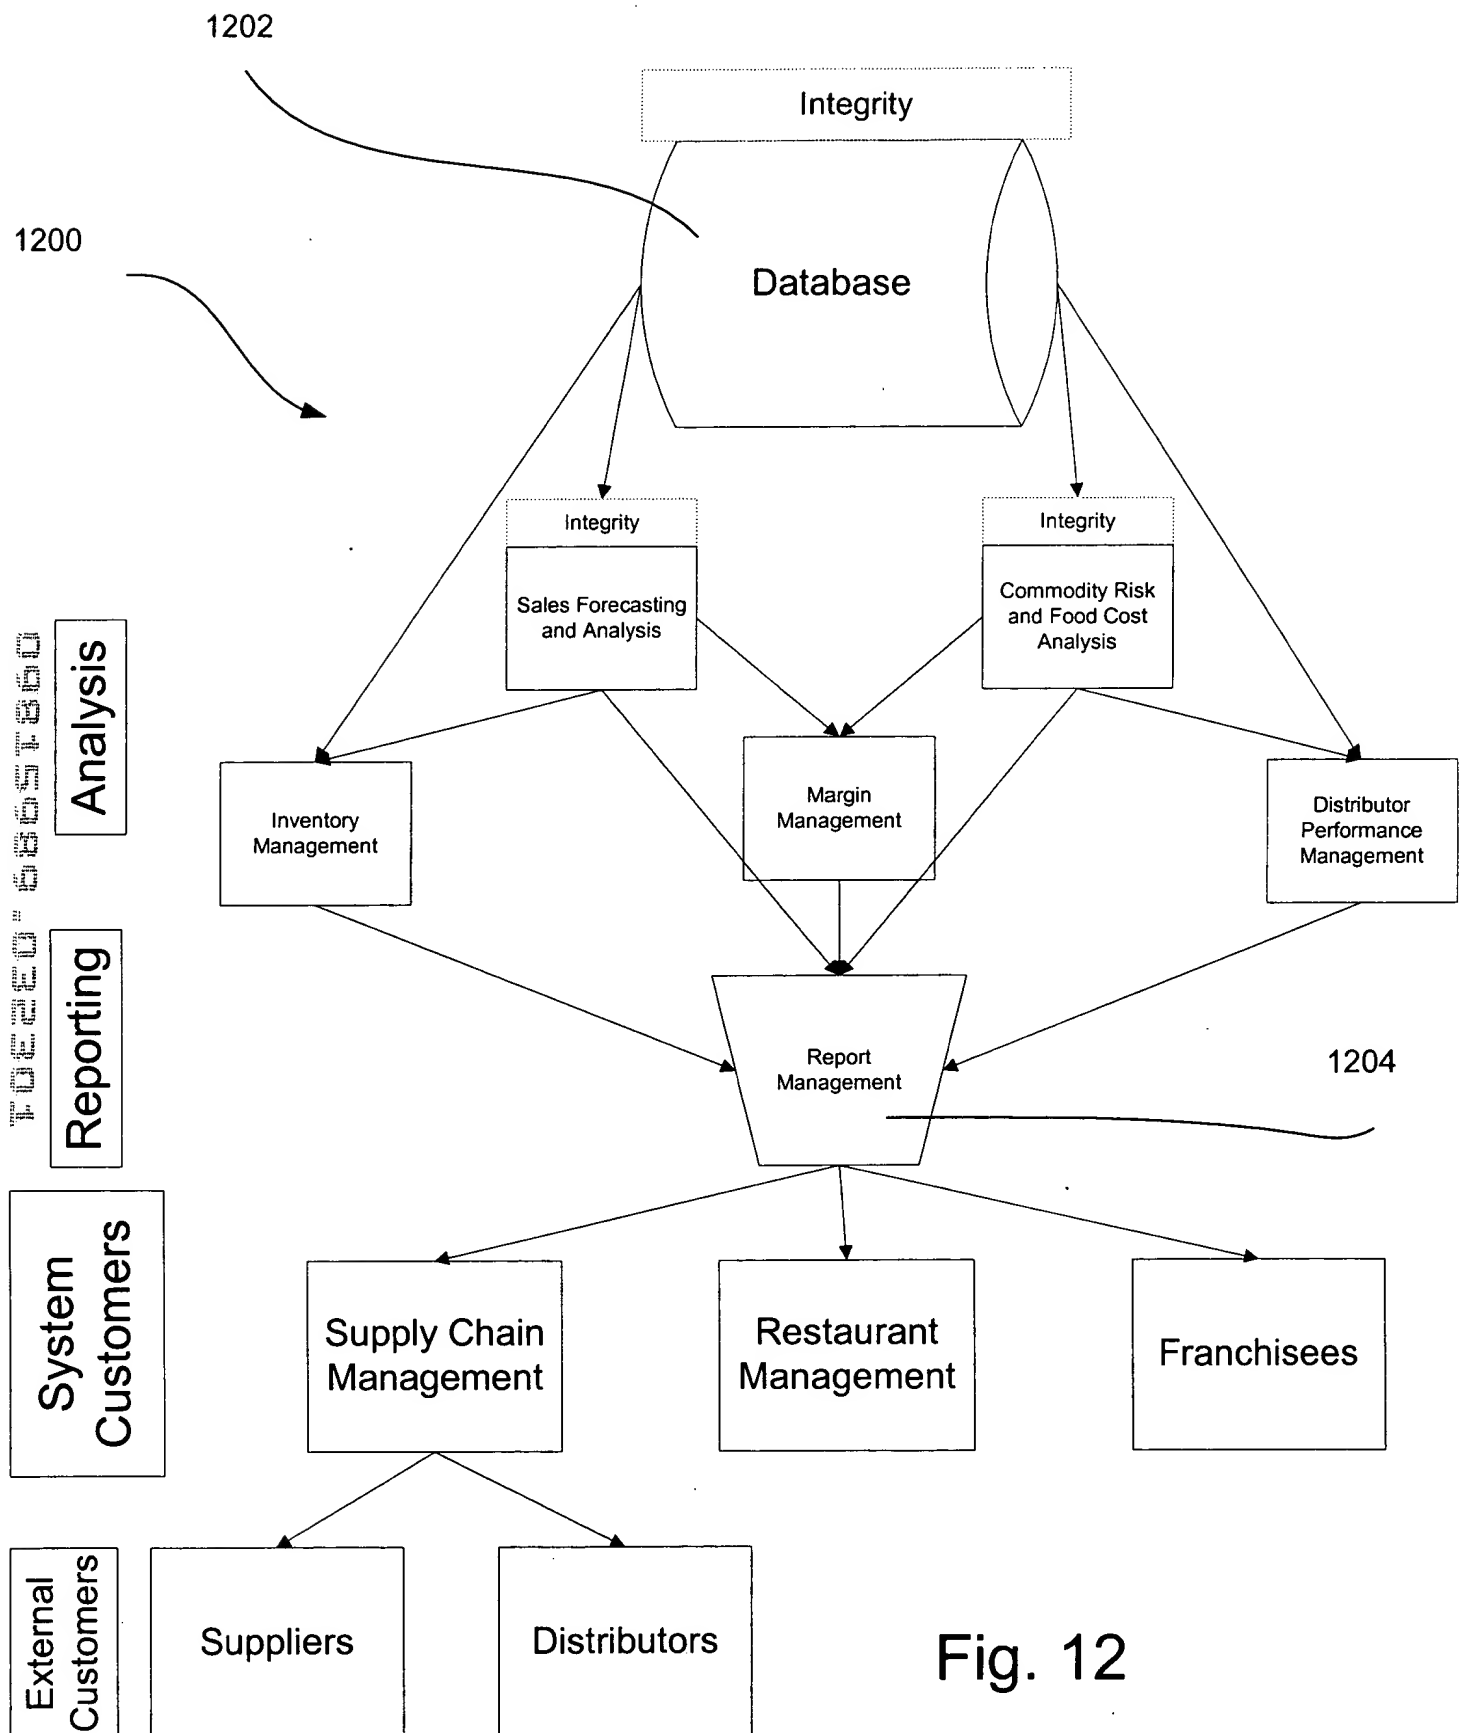 1202
Integrity
1200
Database
Integrity
Integrity
Sales Forecasting
and Analysis
Commodity Risk
and Food Cost
Analysis
Analysis
Inventory
Management
Margin
Management
Distributor
Performance
Management
Reporting
Report
Management
1204
System
Customers
Supply Chain
Management
Restaurant
Management
Franchisees
External
Customers
Suppliers
Distributors
Fig. 12